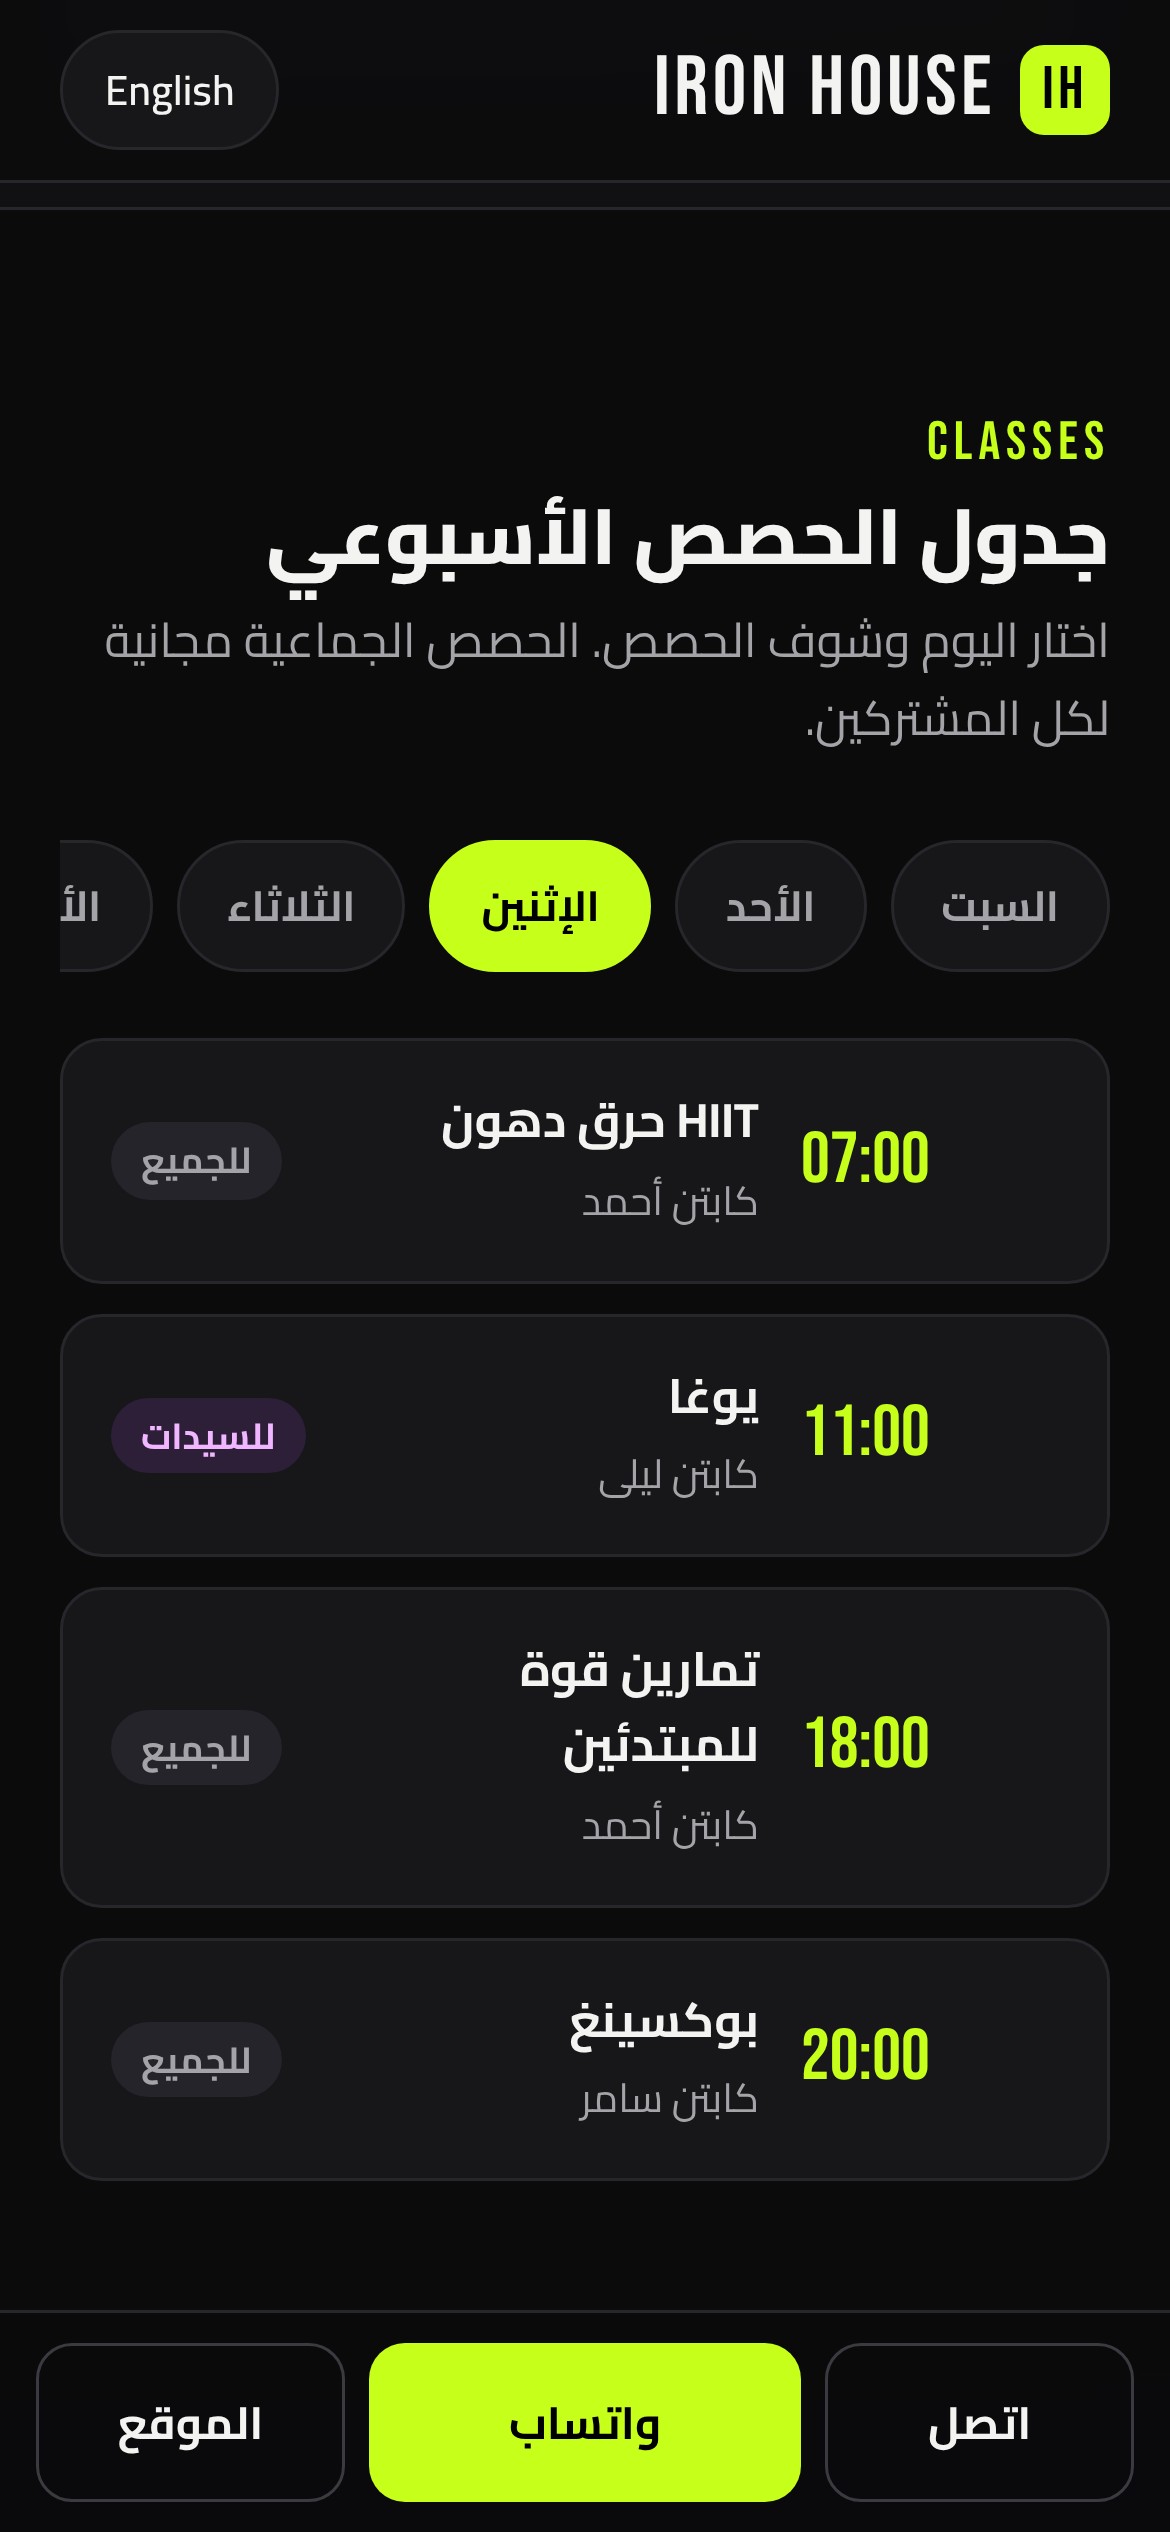 IH IRON HOUSE
English
CLASSES
جدول الحصص الأسبوعي
اختار اليوم وشوف الحصص. الحصص الجماعية مجانية
لكل المشتركين.
السبت
الأحد
الإثنين
الثلاثاء
الأ
07:00
HIIT حرق دهون
كابتن أحمد
للجميع
11:00
يوغا
كابتن ليلى
للسيدات
18:00
تمارين قوة
للمبتدئين
كابتن أحمد
للجميع
20:00
بوكسينغ
كابتن سامر
للجميع
اتصل
واتساب
الموقع